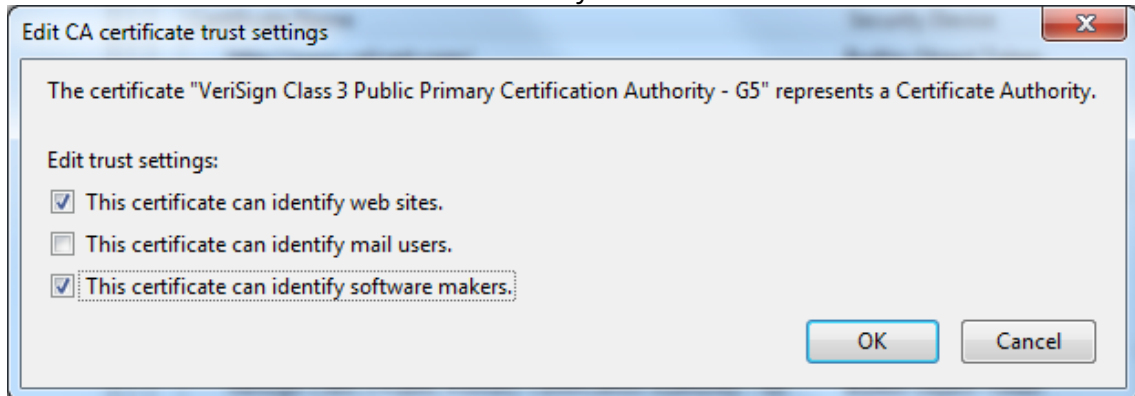 Edit CA certificate trust settings
The certificate "VeriSign Class 3 Public Primary Certification Authority - G5" represents a Certificate Authority.
Edit trust settings:
This certificate can identify web sites.
This certificate can identify mail users.
This certificate can identify software makers.
OK
Cancel